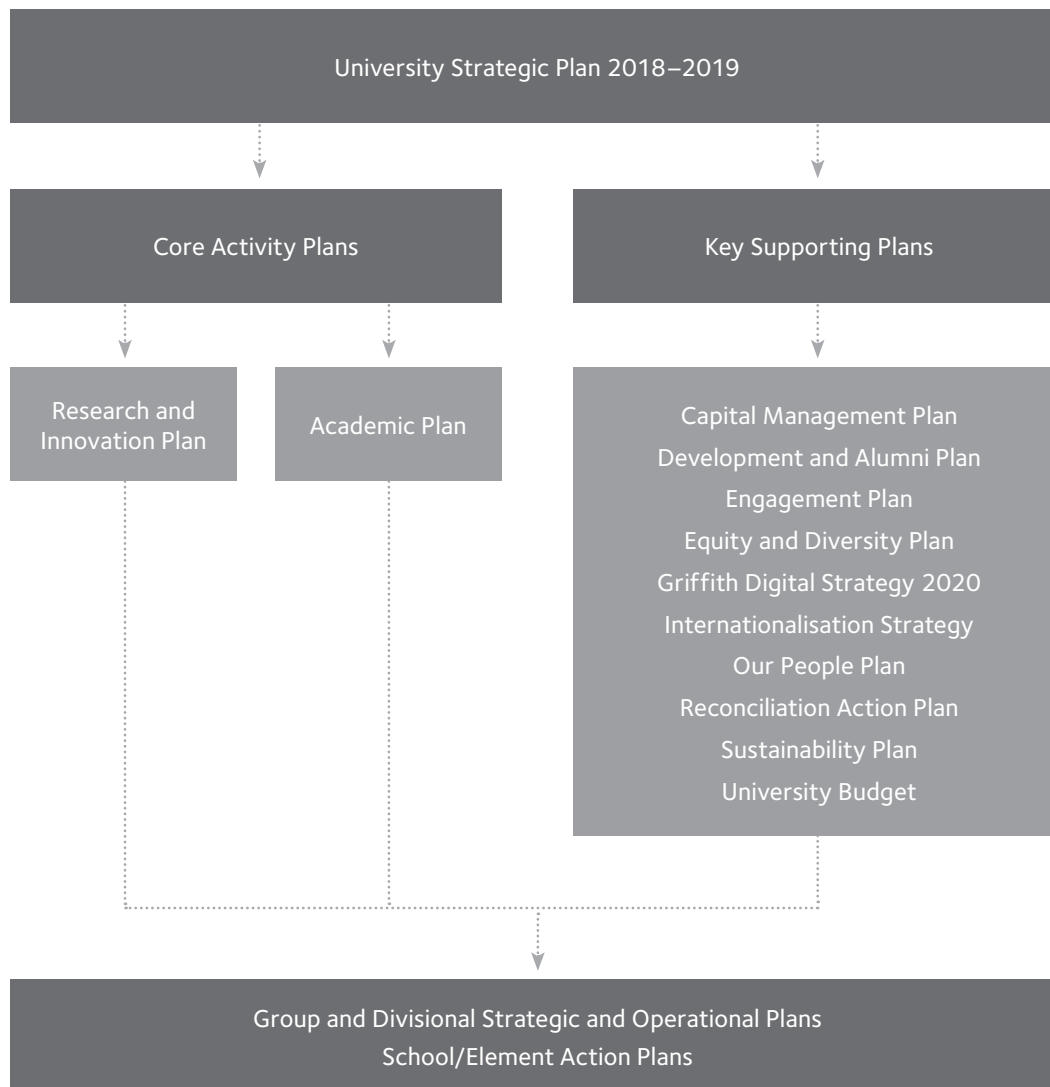 University Strategic Plan 2018–2019
Core Activity Plans
Key Supporting Plans
Research and
Innovation Plan
Academic Plan
Capital Management Plan
Development and Alumni Plan
Engagement Plan
Equity and Diversity Plan
Griffith Digital Strategy 2020
Internationalisation Strategy
Our People Plan
Reconciliation Action Plan
Sustainability Plan
University Budget
Group and Divisional Strategic and Operational Plans
School/Element Action Plans